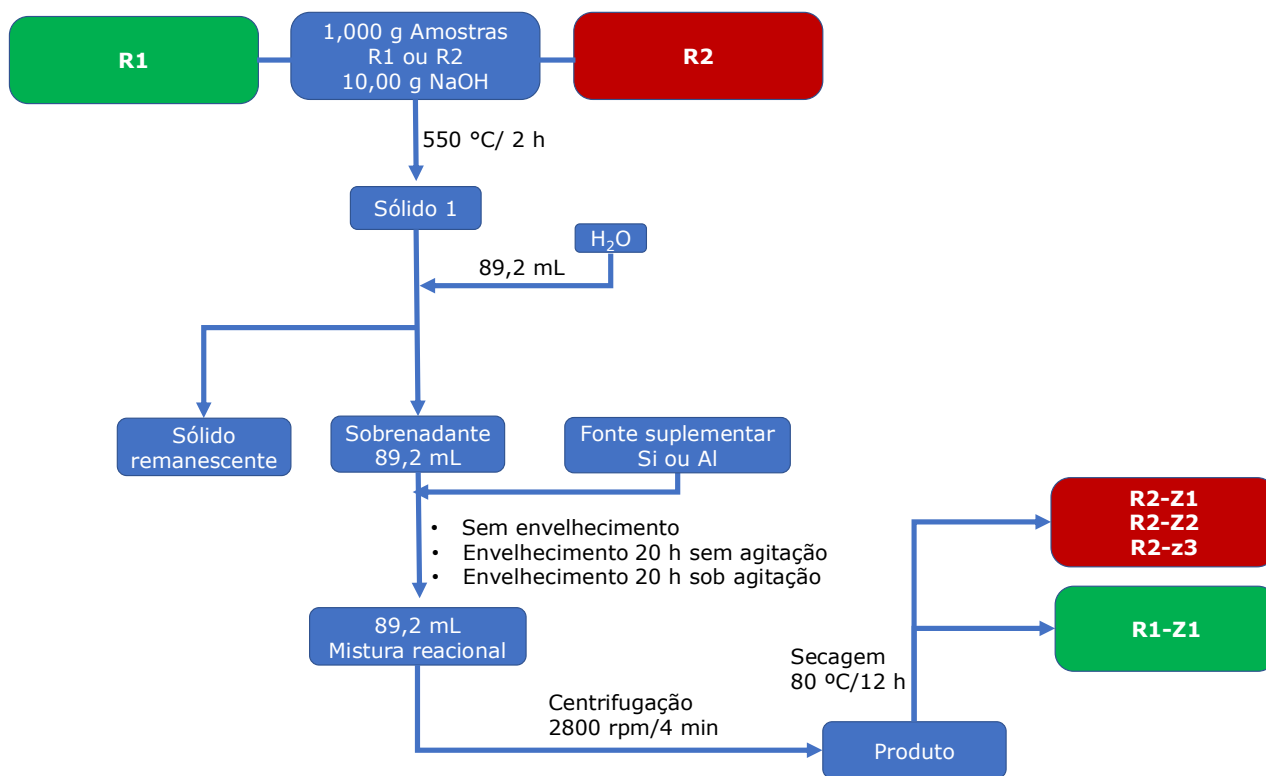 R1
1,000 g Amostras
R1 ou R2
10,00 g NaOH
R2
550 °C/ 2 h
Sólido 1
H₂O
89,2 mL
Sólido
remanescente
Sobrenadante
89,2 mL
Fonte suplementar
Si ou Al
• Sem envelhecimento
• Envelhecimento 20 h sem agitação
• Envelhecimento 20 h sob agitação
89,2 mL
Mistura reacional
Centrifugação
2800 rpm/4 min
Produto
Secagem
80 ºC/12 h
R2-Z1
R2-Z2
R2-z3
R1-Z1